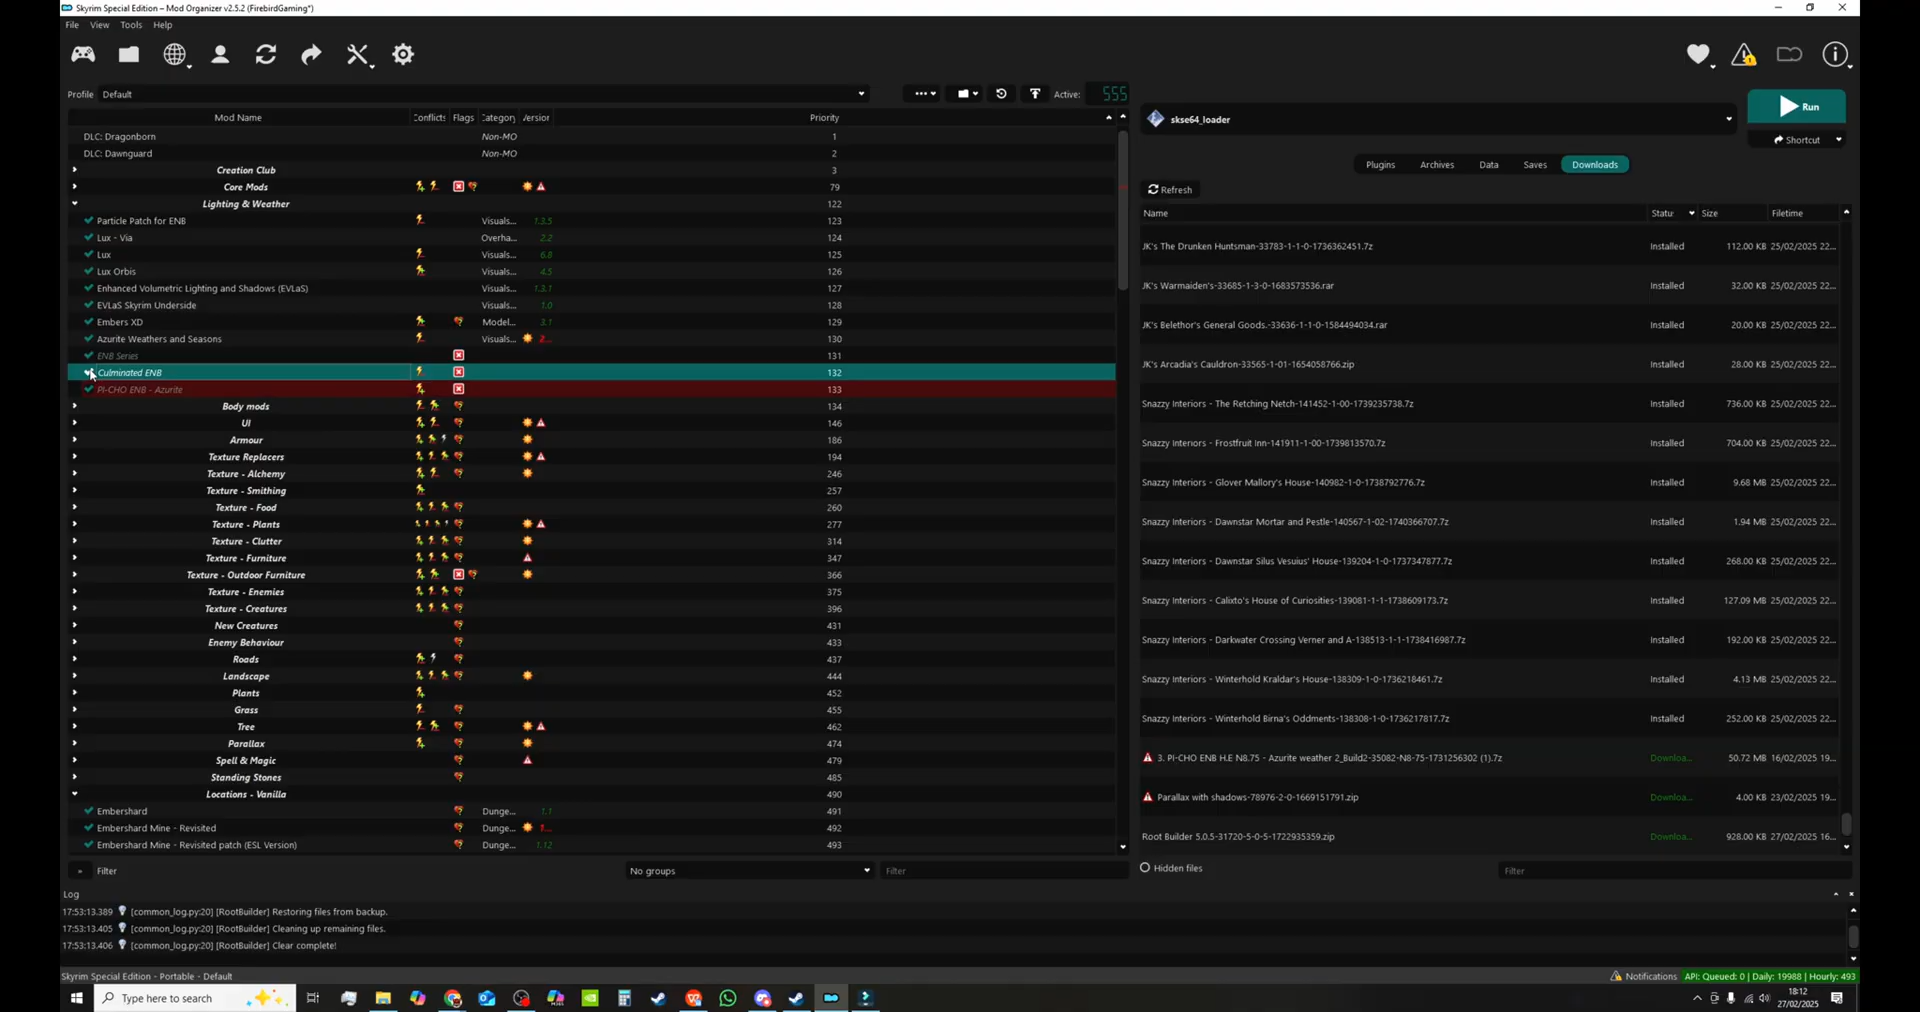 Skyrim Special Edition – Mod Organizer v2.5.2 (FirebirdGaming*)
File View Tools Help
Profile Default Active: 555
Mod Name Conflicts Flags Category Version Priority
DLC: Dragonborn Non-MO 1
DLC: Dawnguard Non-MO 2
Creation Club 3
Core Mods 79
Lighting & Weather 122
Particle Patch for ENB Visuals... 1.3.5 123
Lux - Via Overha... 2.2 124
Lux Visuals... 6.8 125
Lux Orbis Visuals... 4.5 126
Enhanced Volumetric Lighting and Shadows (EVLaS) Visuals... 1.3.1 127
EVLaS Skyrim Underside Visuals... 1.0 128
Embers XD Model... 3.1 129
Azurite Weathers and Seasons Visuals... 2... 130
ENB Series 131
Culminated ENB 132
PI-CHO ENB - Azurite 133
Body mods 134
UI 146
Armour 186
Texture Replacers 194
Texture - Alchemy 246
Texture - Smithing 257
Texture - Food 260
Texture - Plants 277
Texture - Clutter 314
Texture - Furniture 347
Texture - Outdoor Furniture 366
Texture - Enemies 375
Texture - Creatures 396
New Creatures 431
Enemy Behaviour 433
Roads 437
Landscape 444
Plants 452
Grass 455
Tree 462
Parallax 474
Spell & Magic 479
Standing Stones 485
Locations - Vanilla 490
Embershard Dunge... 1.1 491
Embershard Mine - Revisited Dunge... 1... 492
Embershard Mine - Revisited patch (ESL Version) Dunge... 1.12 493
» Filter No groups Filter
skse64_loader
Run
Shortcut
Plugins Archives Data Saves Downloads
Refresh
Name Statu: Size Filetime
JK's The Drunken Huntsman-33783-1-1-0-1736362451.7z Installed 112.00 KB 25/02/2025 22...
JK's Warmaiden's-33685-1-3-0-1683573536.rar Installed 32.00 KB 25/02/2025 22...
JK's Belethor's General Goods.-33636-1-1-0-1584494034.rar Installed 20.00 KB 25/02/2025 22...
JK's Arcadia's Cauldron-33565-1-01-1654058766.zip Installed 28.00 KB 25/02/2025 22...
Snazzy Interiors - The Retching Netch-141452-1-00-1739235738.7z Installed 736.00 KB 25/02/2025 22...
Snazzy Interiors - Frostfruit Inn-141911-1-00-1739813570.7z Installed 704.00 KB 25/02/2025 22...
Snazzy Interiors - Glover Mallory's House-140982-1-0-1738792776.7z Installed 9.68 MB 25/02/2025 22...
Snazzy Interiors - Dawnstar Mortar and Pestle-140567-1-02-1740366707.7z Installed 1.94 MB 25/02/2025 22...
Snazzy Interiors - Dawnstar Silus Vesuius' House-139204-1-0-1737347877.7z Installed 268.00 KB 25/02/2025 22...
Snazzy Interiors - Calixto's House of Curiosities-139081-1-1-1738609173.7z Installed 127.09 MB 25/02/2025 22...
Snazzy Interiors - Darkwater Crossing Verner and A-138513-1-1-1738416987.7z Installed 192.00 KB 25/02/2025 22...
Snazzy Interiors - Winterhold Kraldar's House-138309-1-0-1736218461.7z Installed 4.13 MB 25/02/2025 22...
Snazzy Interiors - Winterhold Birna's Oddments-138308-1-0-1736217817.7z Installed 252.00 KB 25/02/2025 22...
3. PI-CHO ENB H.E N8.75 - Azurite weather 2_Build2-35082-N8-75-1731256302 (1).7z Downloa... 50.72 MB 16/02/2025 19...
Parallax with shadows-78976-2-0-1669151791.zip Downloa... 4.00 KB 23/02/2025 19...
Root Builder 5.0.5-31720-5-0-5-1722935359.zip Downloa... 928.00 KB 27/02/2025 16...
Hidden files Filter
Log
17:53:13.389 [common_log.py:20] [RootBuilder] Restoring files from backup.
17:53:13.405 [common_log.py:20] [RootBuilder] Cleaning up remaining files.
17:53:13.406 [common_log.py:20] [RootBuilder] Clear complete!
Skyrim Special Edition - Portable - Default Notifications API: Queued: 0 | Daily: 19988 | Hourly: 493
Type here to search
18:12
27/02/2025